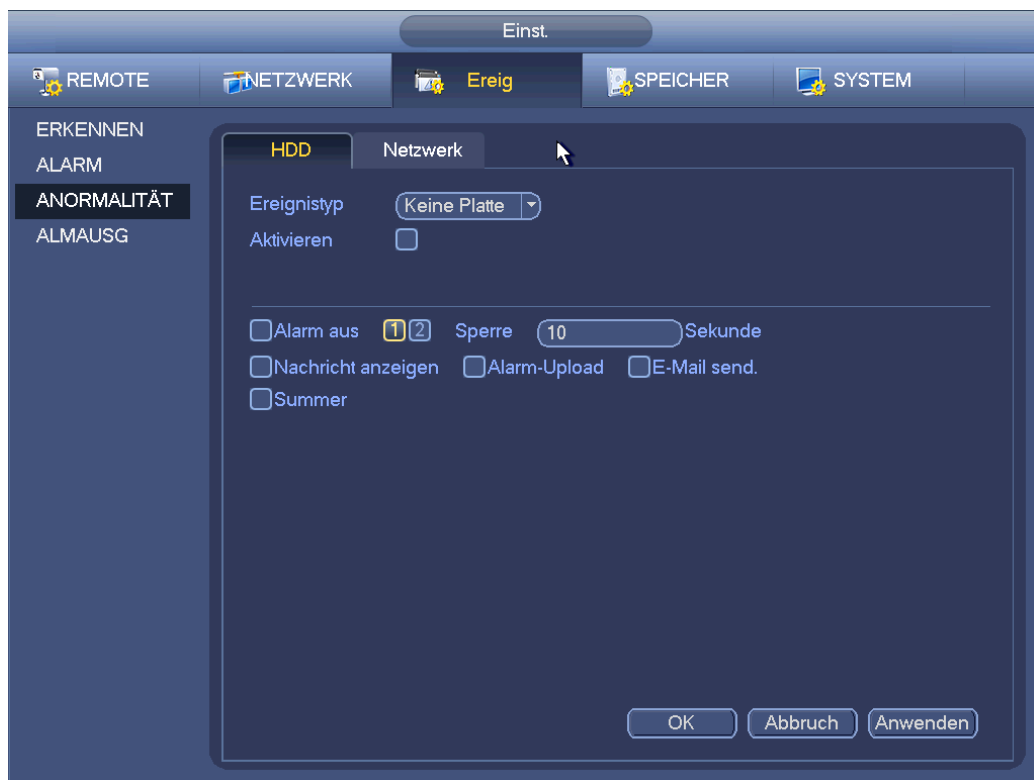 Einst.
REMOTE NETZWERK Ereig SPEICHER SYSTEM
ERKENNEN
ALARM
ANORMALITÄT
ALMAUSG
HDD Netzwerk
Ereignistyp Keine Platte
Aktivieren
Alarm aus 1 2 Sperre 10 Sekunde
Nachricht anzeigen Alarm-Upload E-Mail send.
Summer
OK Abbruch Anwenden